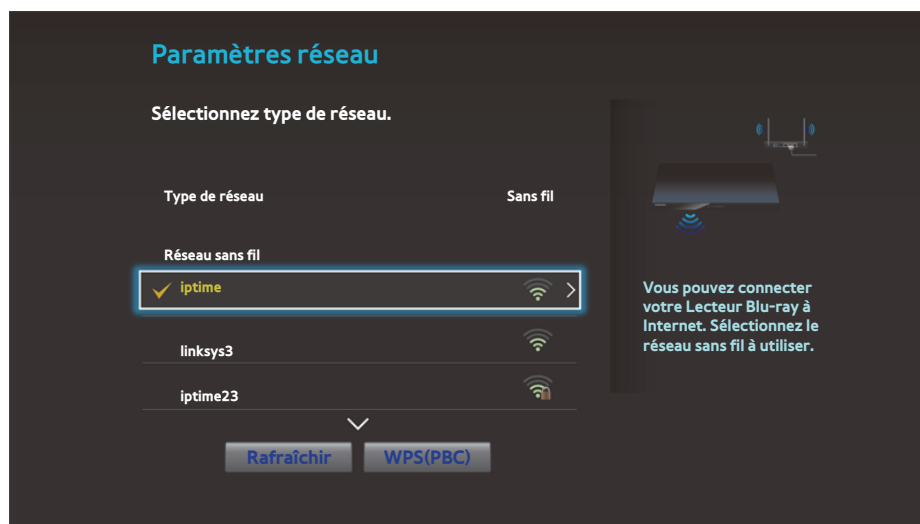 Paramètres réseau
Sélectionnez type de réseau.
Type de réseau Sans fil
Réseau sans fil
iptime
linksys3
iptime23
Rafraîchir WPS(PBC)
Vous pouvez connecter
votre Lecteur Blu-ray à
Internet. Sélectionnez le
réseau sans fil à utiliser.